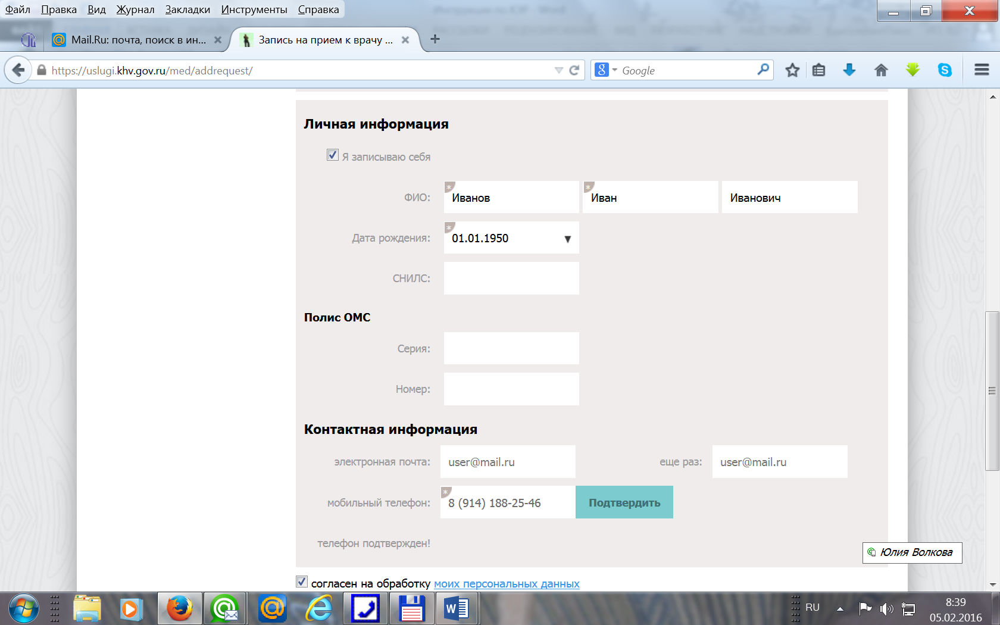 Файл Правка Вид Журнал Закладки Инструменты Справка
Mail.Ru: почта, поиск в ин... Запись на прием к врачу ...
https://uslugi.khv.gov.ru/med/addrequest/ Google
Личная информация
Я записываю себя
ФИО: * Иванов * Иван Иванович
Дата рождения: * 01.01.1950
СНИЛС:
Полис ОМС
Серия:
Номер:
Контактная информация
электронная почта: user@mail.ru еще раз: user@mail.ru
мобильный телефон: * 8 (914) 188-25-46 Подтвердить
телефон подтвержден!
Юлия Волкова
согласен на обработку моих персональных данных
RU 8:39
05.02.2016